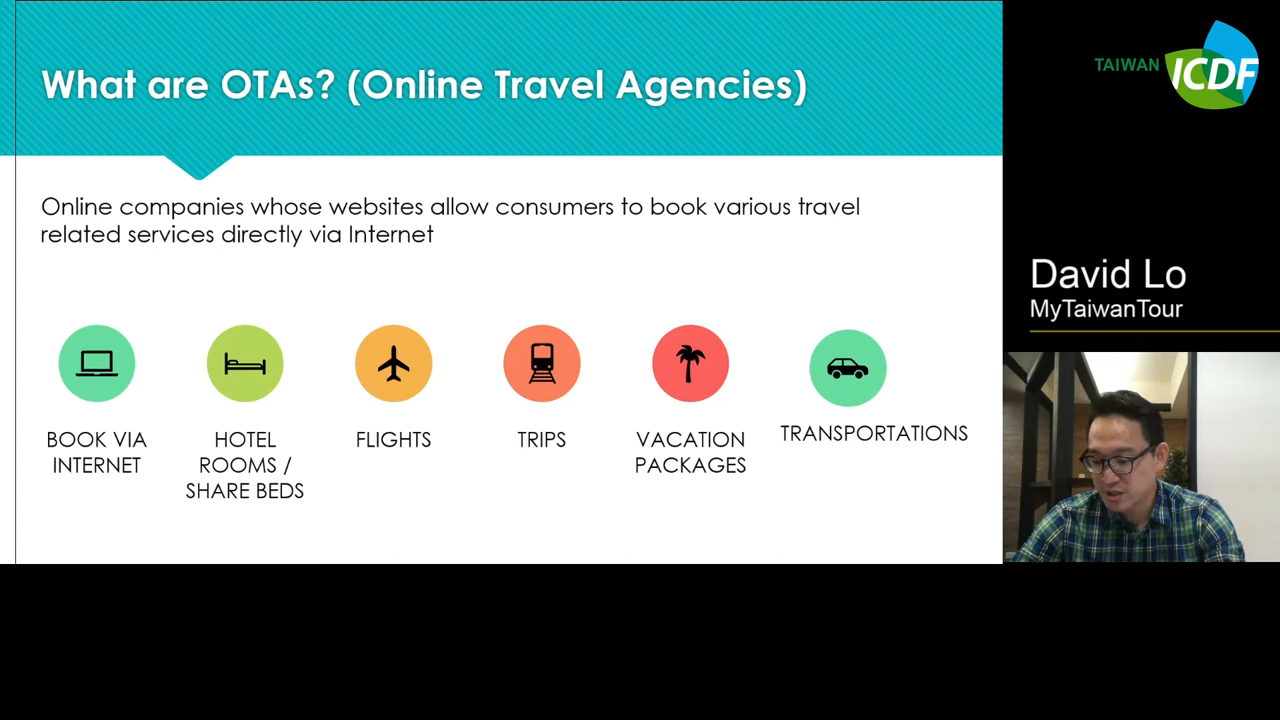 What are OTAs? (Online Travel Agencies)
Online companies whose websites allow consumers to book various travel
related services directly via Internet
BOOK VIA
INTERNET
HOTEL
ROOMS /
SHARE BEDS
FLIGHTS
TRIPS
VACATION
PACKAGES
TRANSPORTATIONS
TAIWAN
ICDF
David Lo
MyTaiwanTour